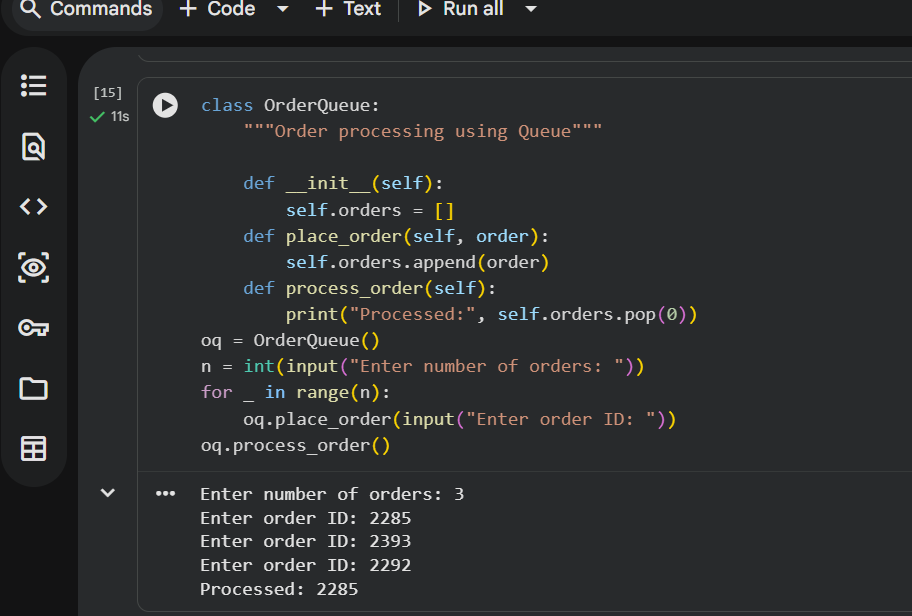 Commands + Code + Text Run all
[15]
11s
class OrderQueue:
    """Order processing using Queue"""

    def __init__(self):
        self.orders = []
    def place_order(self, order):
        self.orders.append(order)
    def process_order(self):
        print("Processed:", self.orders.pop(0))
oq = OrderQueue()
n = int(input("Enter number of orders: "))
for _ in range(n):
    oq.place_order(input("Enter order ID: "))
oq.process_order()
Enter number of orders: 3
Enter order ID: 2285
Enter order ID: 2393
Enter order ID: 2292
Processed: 2285